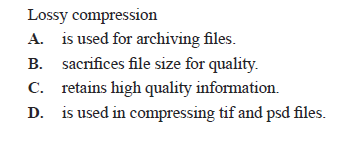 Lossy compression
A. is used for archiving files.
B. sacrifices file size for quality.
C. retains high quality information.
D. is used in compressing tif and psd files.